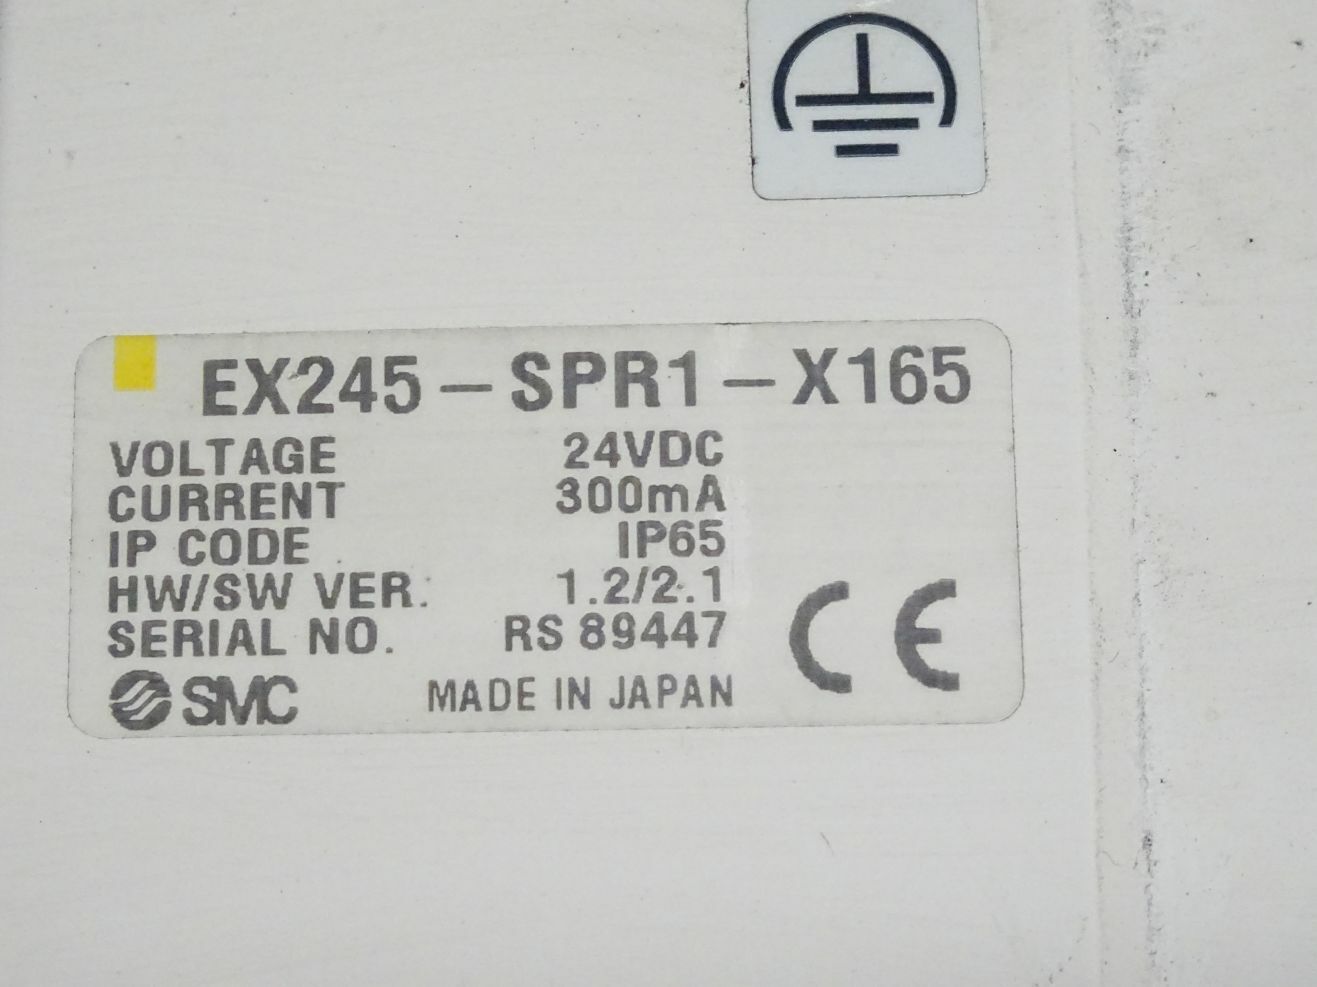 EX245-SPR1-X165
VOLTAGE 24VDC
CURRENT 300mA
IP CODE IP65
HW/SW VER. 1.2/2.1
SERIAL NO. RS 89447
SMC MADE IN JAPAN CE